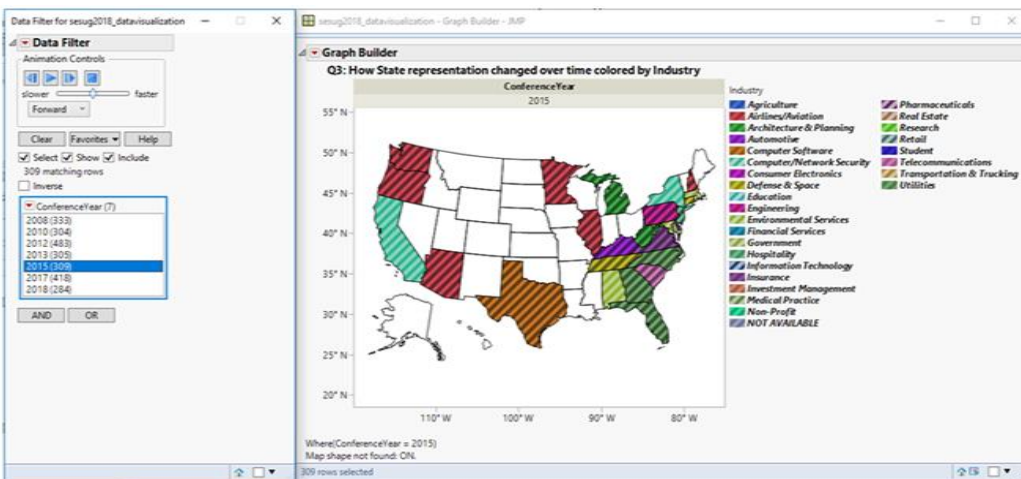 Data Filter for sesug2018_datavisualization
Data Filter
Animation Controls
slower faster
Forward
Clear Favorites Help
Select Show Include
309 matching rows
Inverse
ConferenceYear (7)
2008 (333)
2010 (304)
2012 (483)
2013 (305)
2015 (309)
2017 (418)
2018 (284)
AND OR
sesug2018_datavisualization - Graph Builder - JMP
Graph Builder
Q3: How State representation changed over time colored by Industry
ConferenceYear
2015
55° N
50° N
45° N
40° N
35° N
30° N
25° N
20° N
110° W 100° W 90° W 80° W
Industry
Agriculture
Airlines/Aviation
Architecture & Planning
Automotive
Computer Software
Computer/Network Security
Consumer Electronics
Defense & Space
Education
Engineering
Environmental Services
Financial Services
Government
Hospitality
Information Technology
Insurance
Investment Management
Medical Practice
Non-Profit
NOT AVAILABLE
Pharmaceuticals
Real Estate
Research
Retail
Student
Telecommunications
Transportation & Trucking
Utilities
Where(ConferenceYear = 2015)
Map shape not found: ON.
309 rows selected